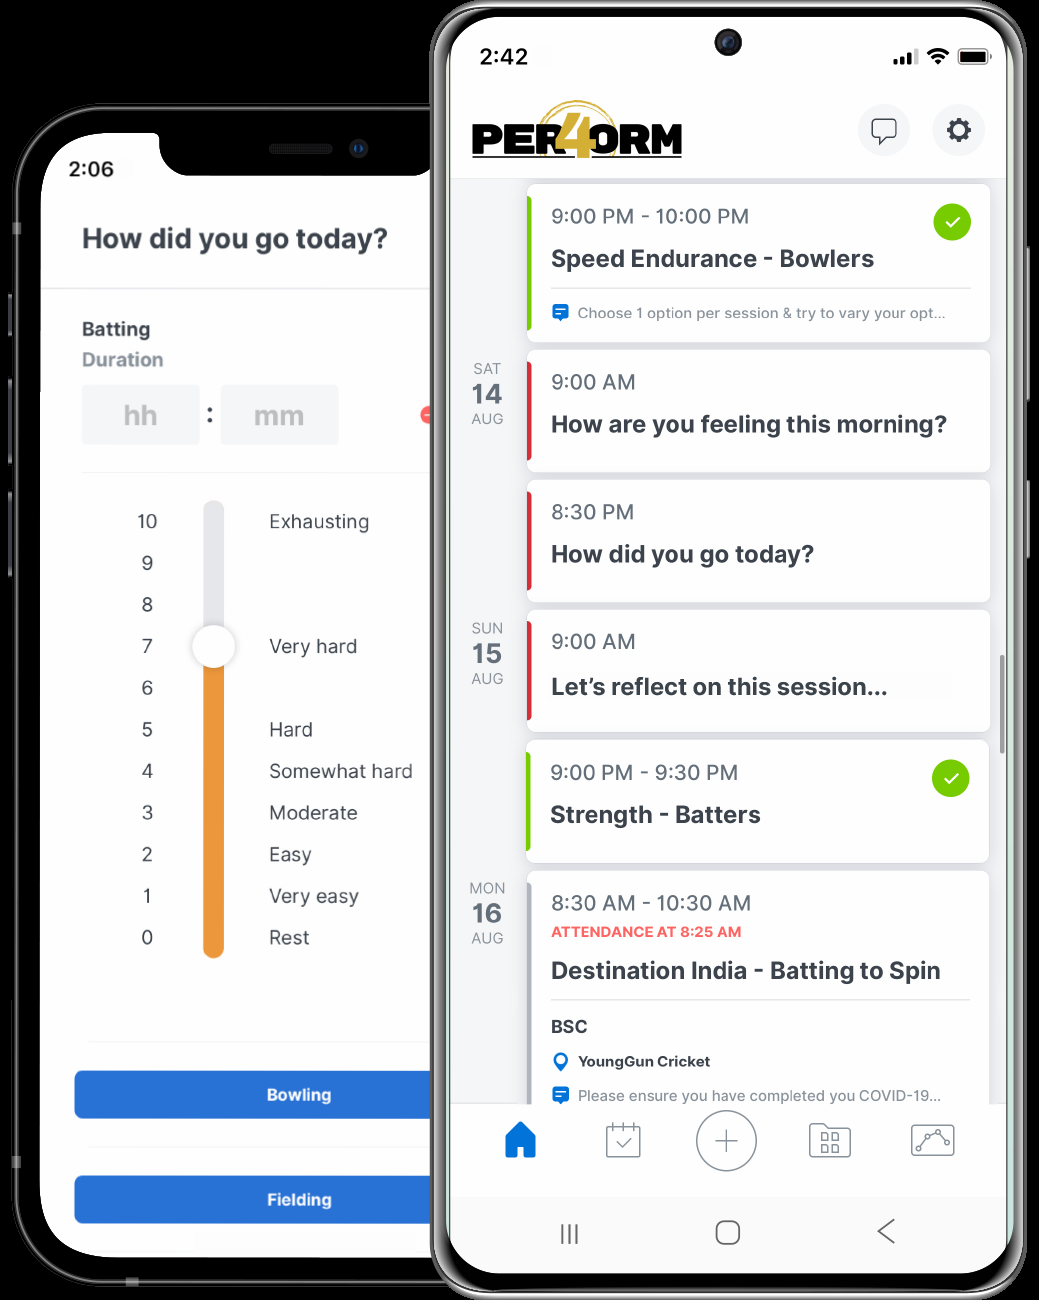 2:06
How did you go today?
Batting
Duration
hh : mm
10 Exhausting
9
8
7 Very hard
6
5 Hard
4 Somewhat hard
3 Moderate
2 Easy
1 Very easy
0 Rest
Bowling
Fielding
2:42
PER4ORM
9:00 PM - 10:00 PM
Speed Endurance - Bowlers
Choose 1 option per session & try to vary your opt...
SAT
14
AUG
9:00 AM
How are you feeling this morning?
8:30 PM
How did you go today?
SUN
15
AUG
9:00 AM
Let’s reflect on this session...
9:00 PM - 9:30 PM
Strength - Batters
MON
16
AUG
8:30 AM - 10:30 AM
ATTENDANCE AT 8:25 AM
Destination India - Batting to Spin
BSC
YoungGun Cricket
Please ensure you have completed you COVID-19...